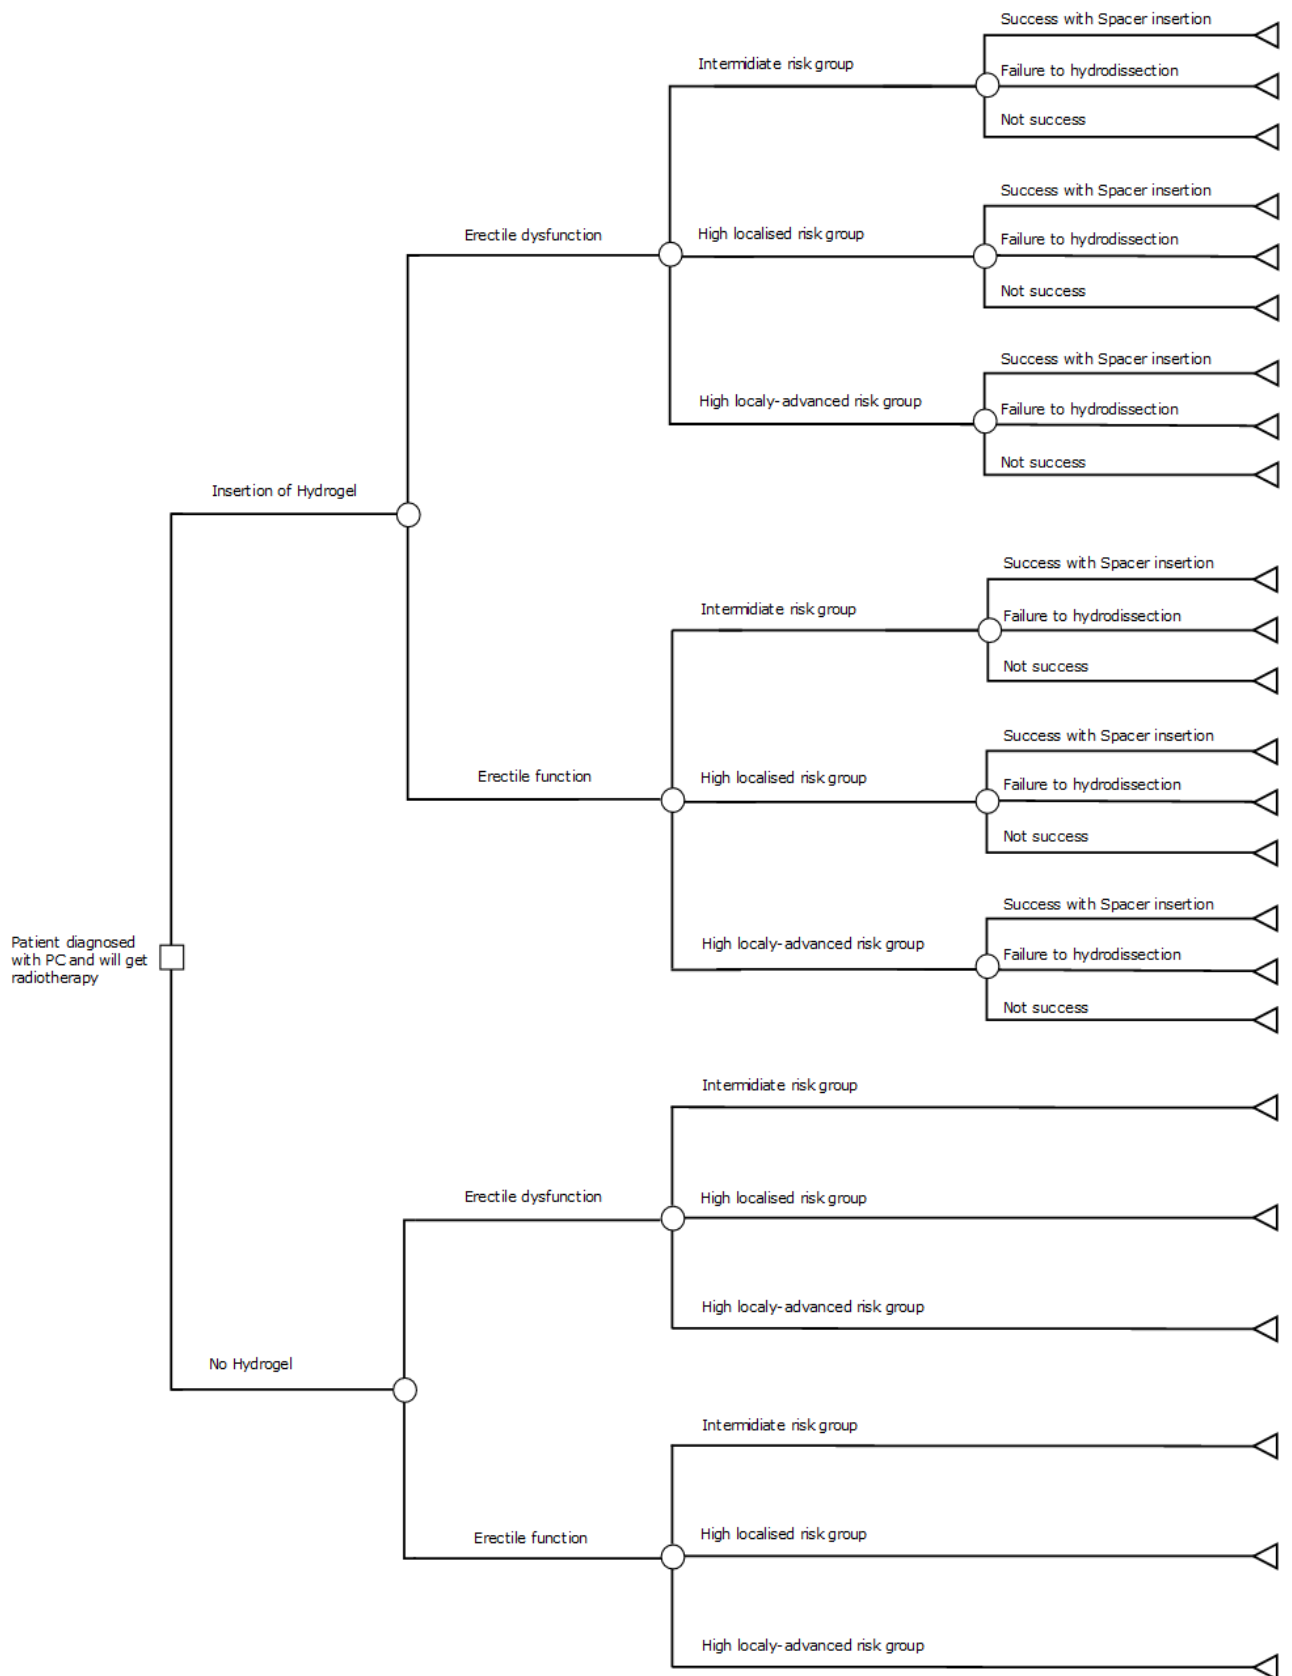 Success with Spacer insertion
Intermidiate risk group
Failure to hydrodissection
Not success
Success with Spacer insertion
Erectile dysfunction
High localised risk group
Failure to hydrodissection
Not success
Success with Spacer insertion
High localy-advanced risk group
Failure to hydrodissection
Not success
Insertion of Hydrogel
Success with Spacer insertion
Intermidiate risk group
Failure to hydrodissection
Not success
Success with Spacer insertion
Erectile function
High localised risk group
Failure to hydrodissection
Not success
Success with Spacer insertion
High localy-advanced risk group
Failure to hydrodissection
Not success
Patient diagnosed
with PC and will get
radiotherapy
Intermidiate risk group
Erectile dysfunction
High localised risk group
High localy-advanced risk group
No Hydrogel
Intermidiate risk group
Erectile function
High localised risk group
High localy-advanced risk group